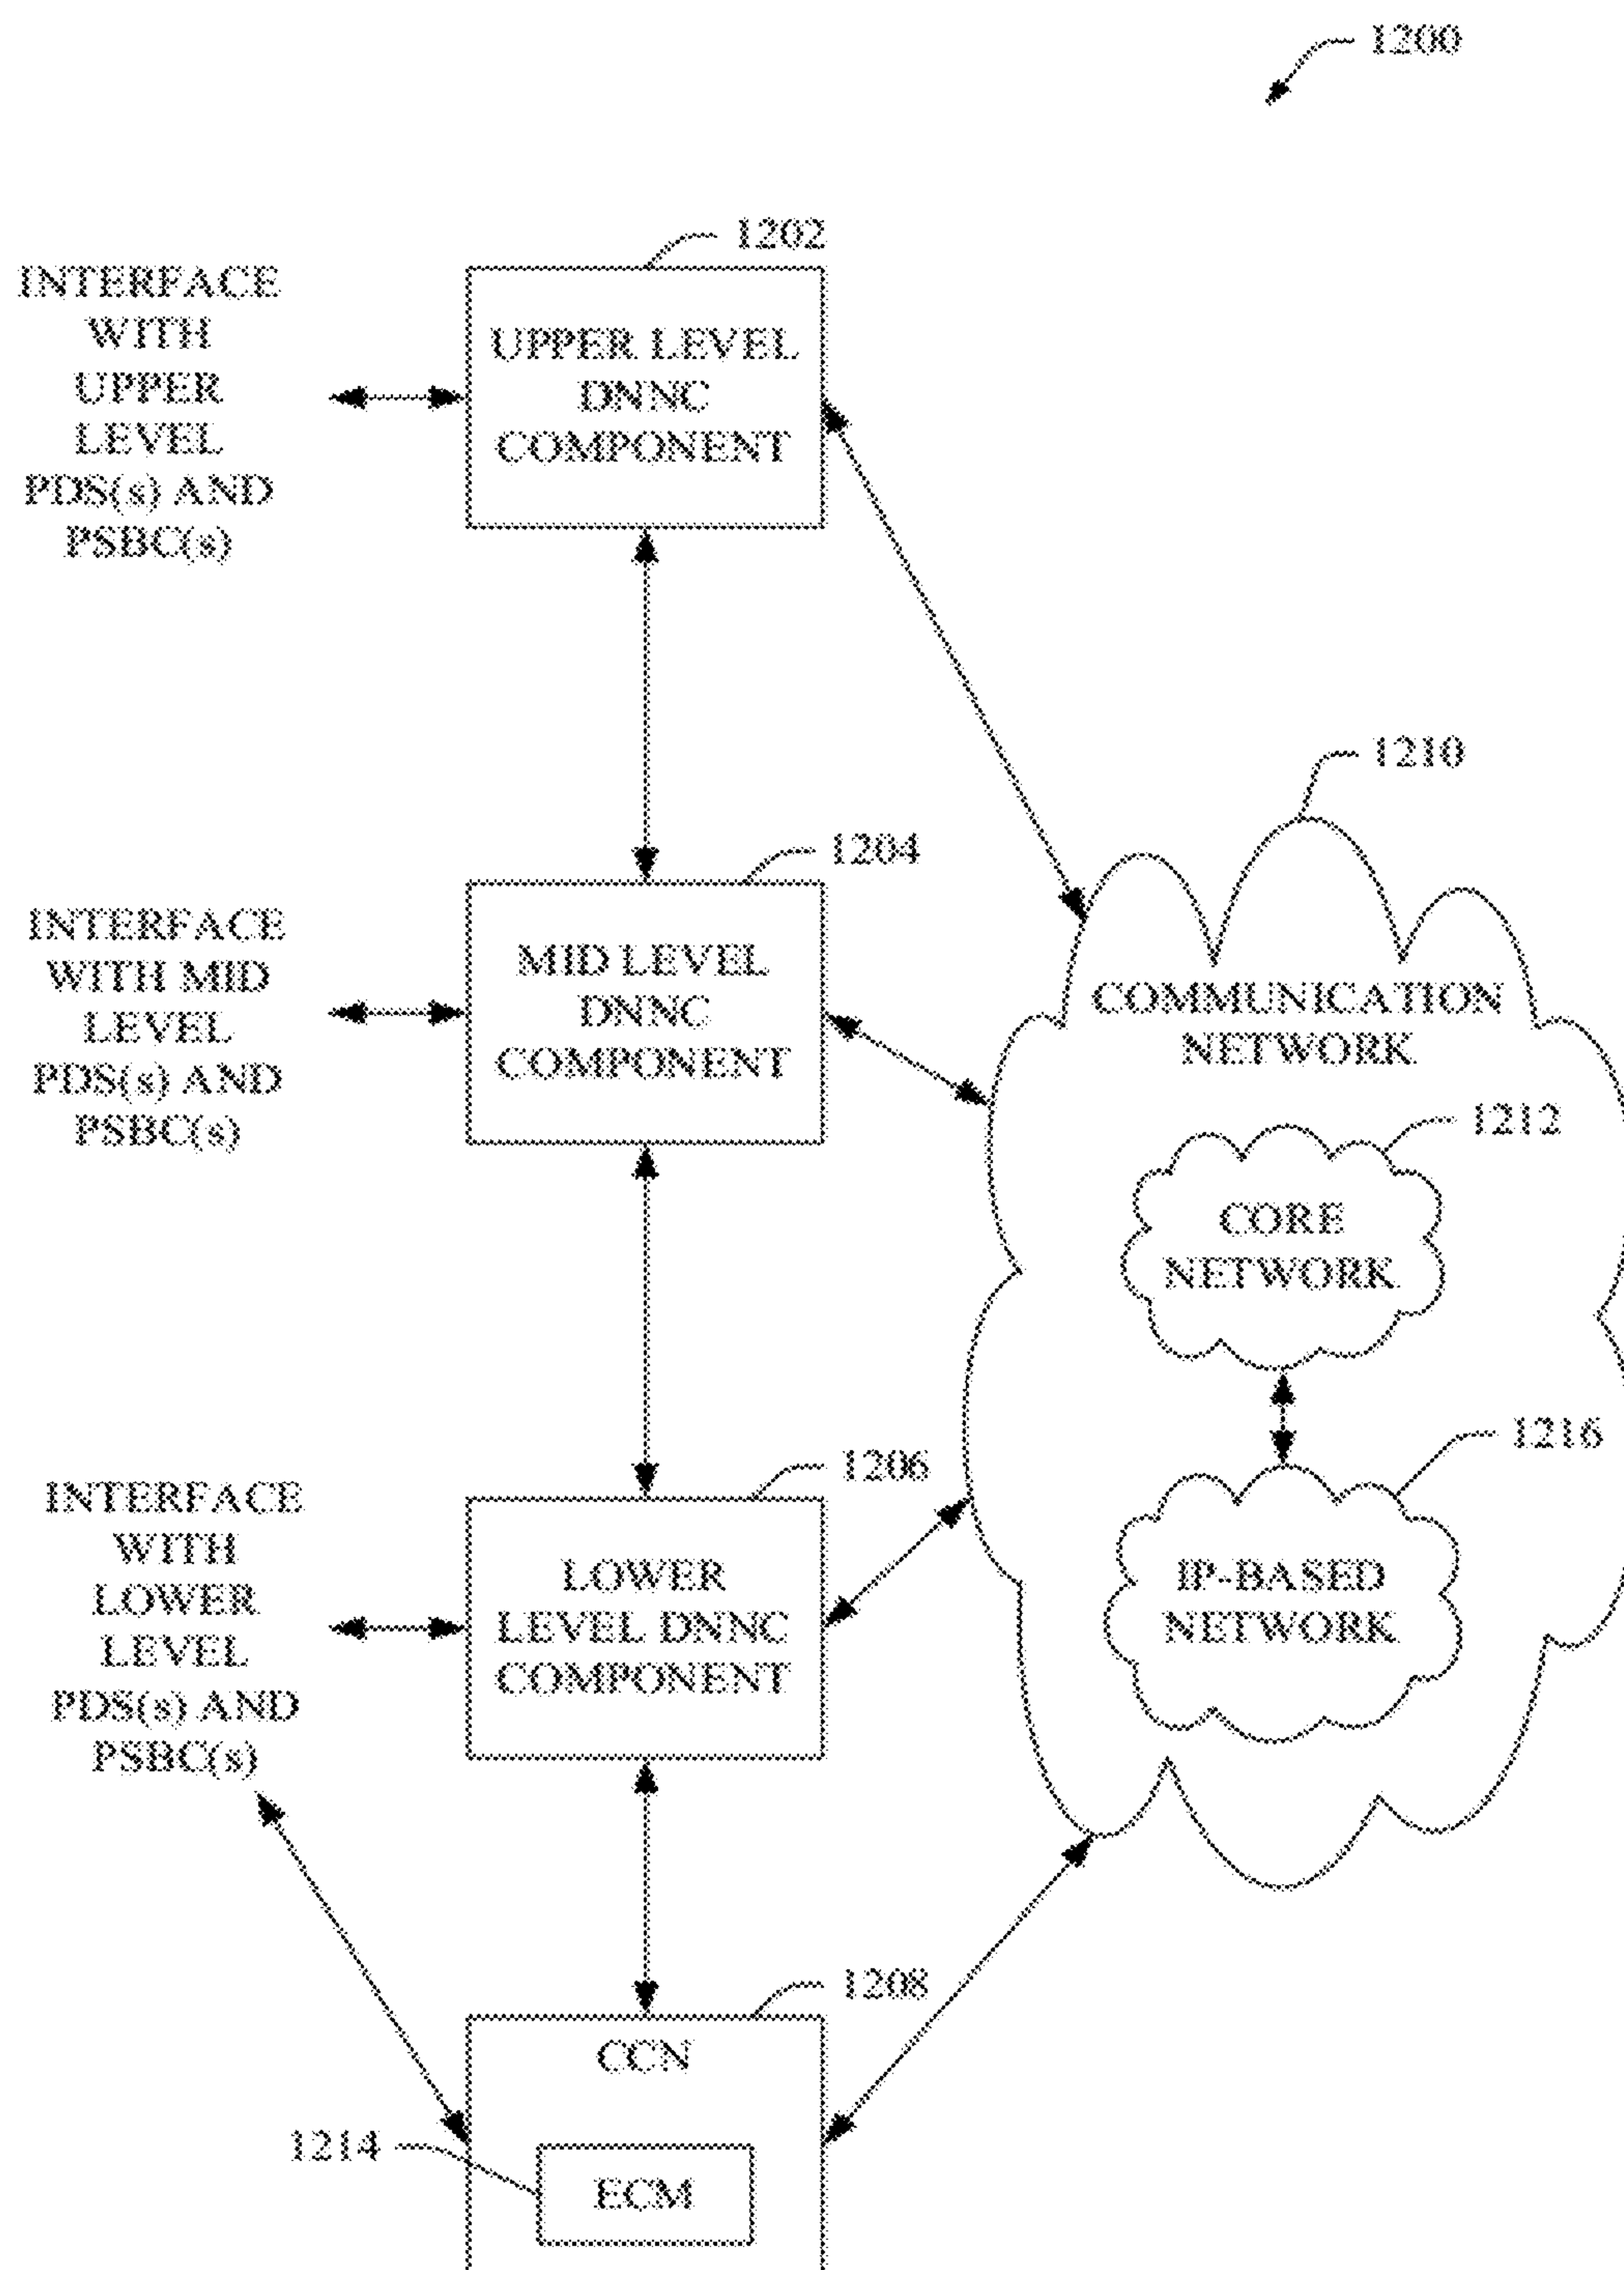 1200
1202
INTERFACE
WITH
UPPER
LEVEL
PDS(s) AND
PSBC(s)
UPPER LEVEL
DNNC
COMPONENT
1210
1204
INTERFACE
WITH MID
LEVEL
PDS(s) AND
PSBC(s)
MID LEVEL
DNNC
COMPONENT
COMMUNICATION
NETWORK
1212
CORE
NETWORK
1216
IP-BASED
NETWORK
1206
INTERFACE
WITH
LOWER
LEVEL
PDS(s) AND
PSBC(s)
LOWER
LEVEL DNNC
COMPONENT
1208
CCN
1214
ECM